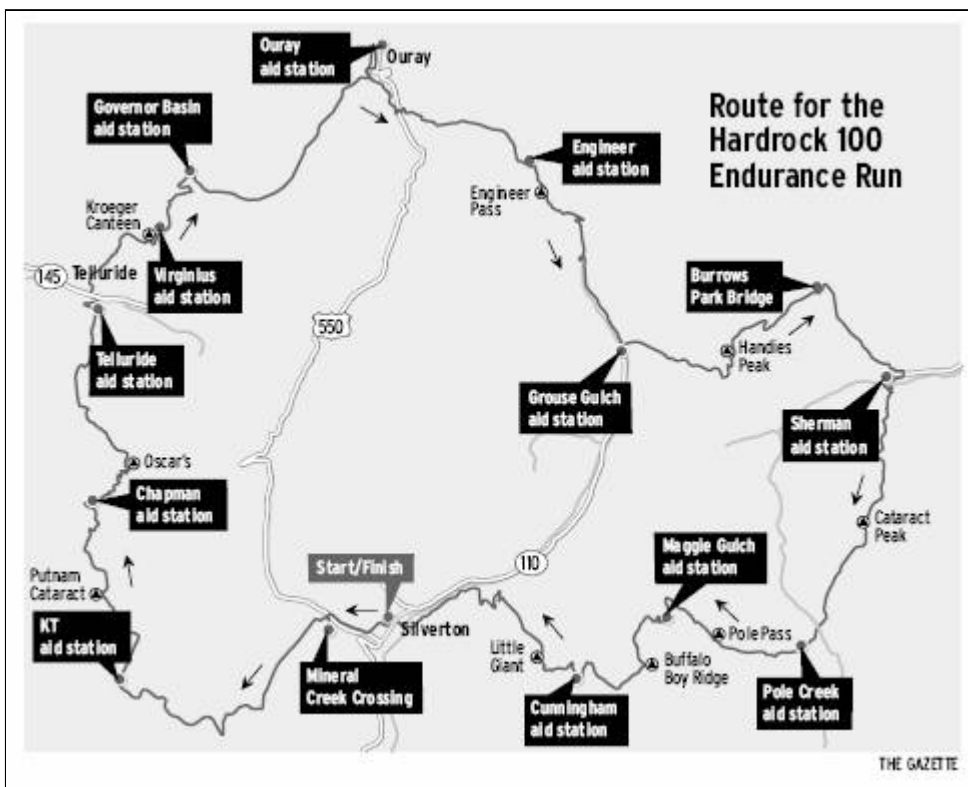 Route for the
Hardrock 100
Endurance Run
Ouray
aid station
Ouray
Governor Basin
aid station
Engineer
aid station
Engineer
Pass
Kroeger
Canteen
Virginius
aid station
145
Telluride
Telluride
aid station
550
Burrows
Park Bridge
Handies
Peak
Grouse Gulch
aid station
Sherman
aid station
Oscar's
Chapman
aid station
Cataract
Peak
Putnam
Cataract
KT
aid station
Start/Finish
110
Silverton
Mineral
Creek Crossing
Maggie Gulch
aid station
Pole Pass
Little
Giant
Buffalo
Boy Ridge
Cunningham
aid station
Pole Creek
aid station
THE GAZETTE